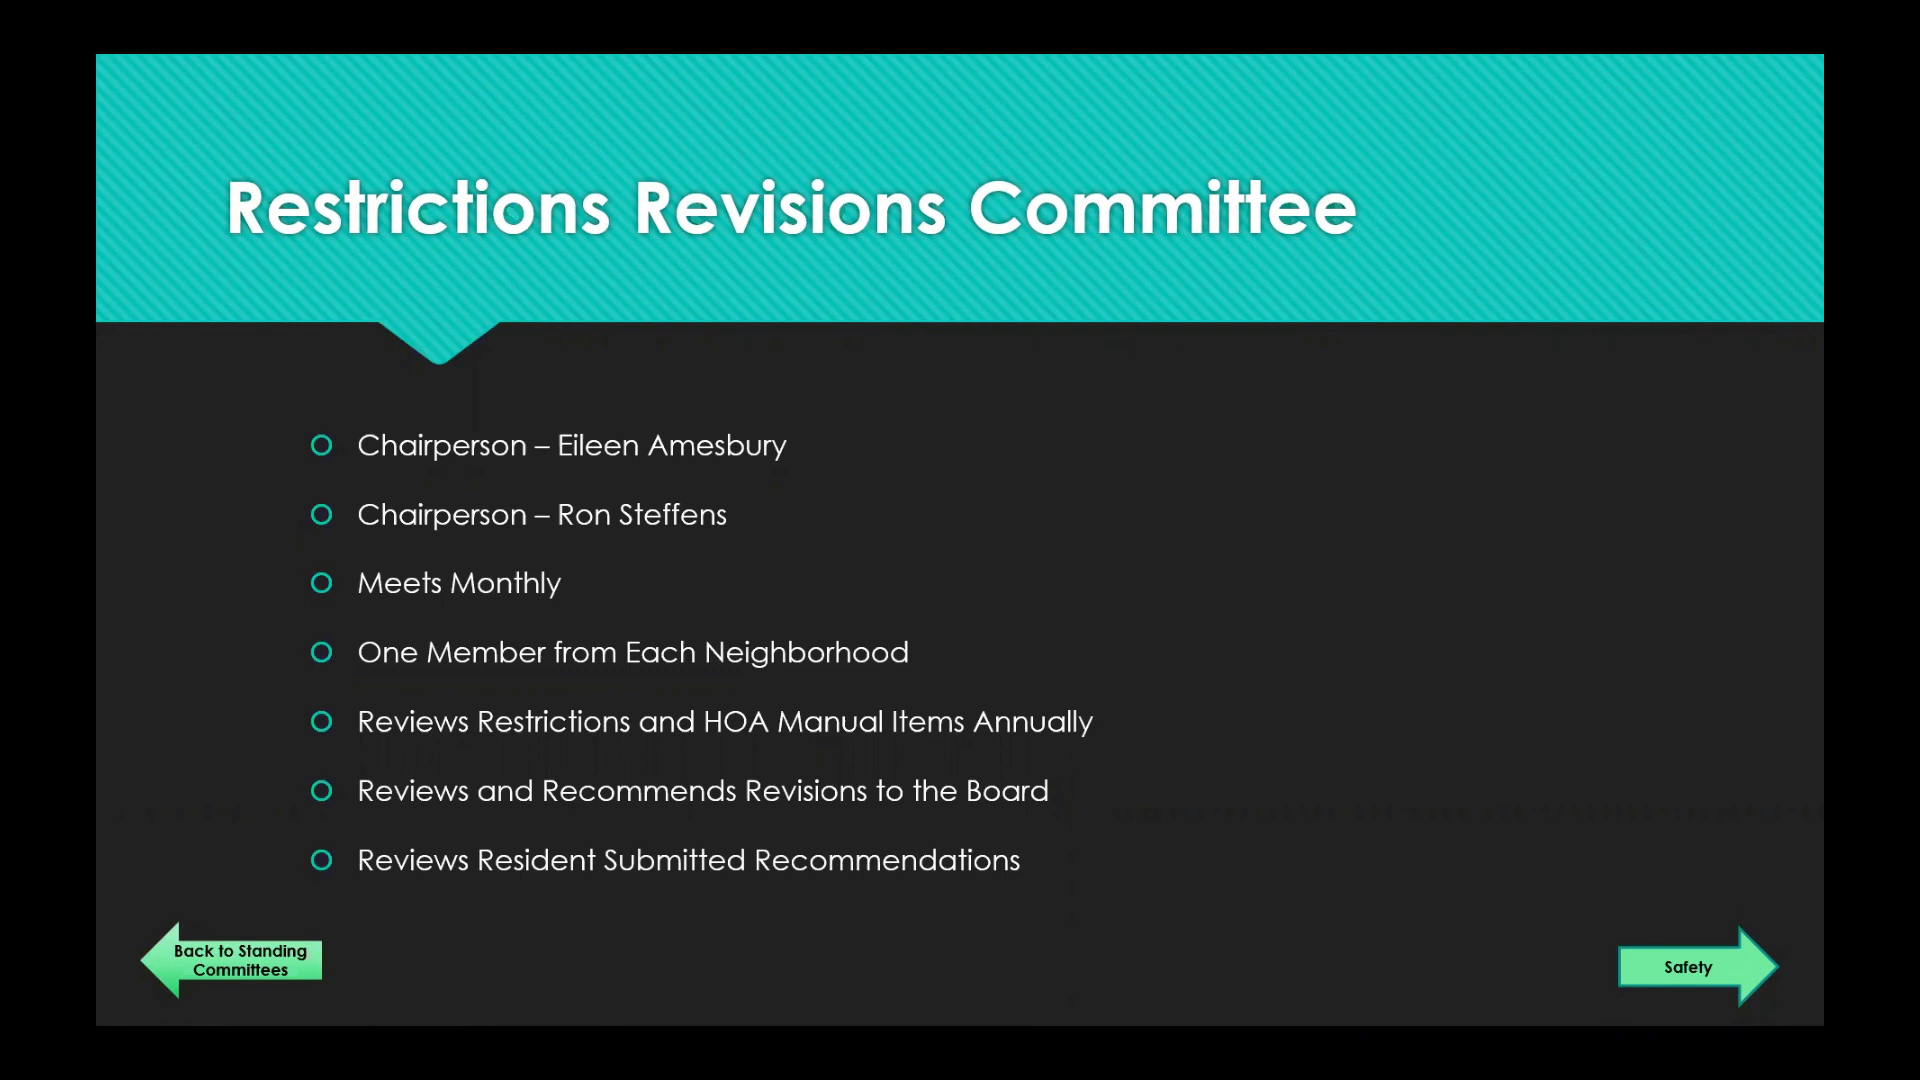 Restrictions Revisions Committee
Chairperson – Eileen Amesbury
Chairperson – Ron Steffens
Meets Monthly
One Member from Each Neighborhood
Reviews Restrictions and HOA Manual Items Annually
Reviews and Recommends Revisions to the Board
Reviews Resident Submitted Recommendations
Back to Standing
Committees
Safety